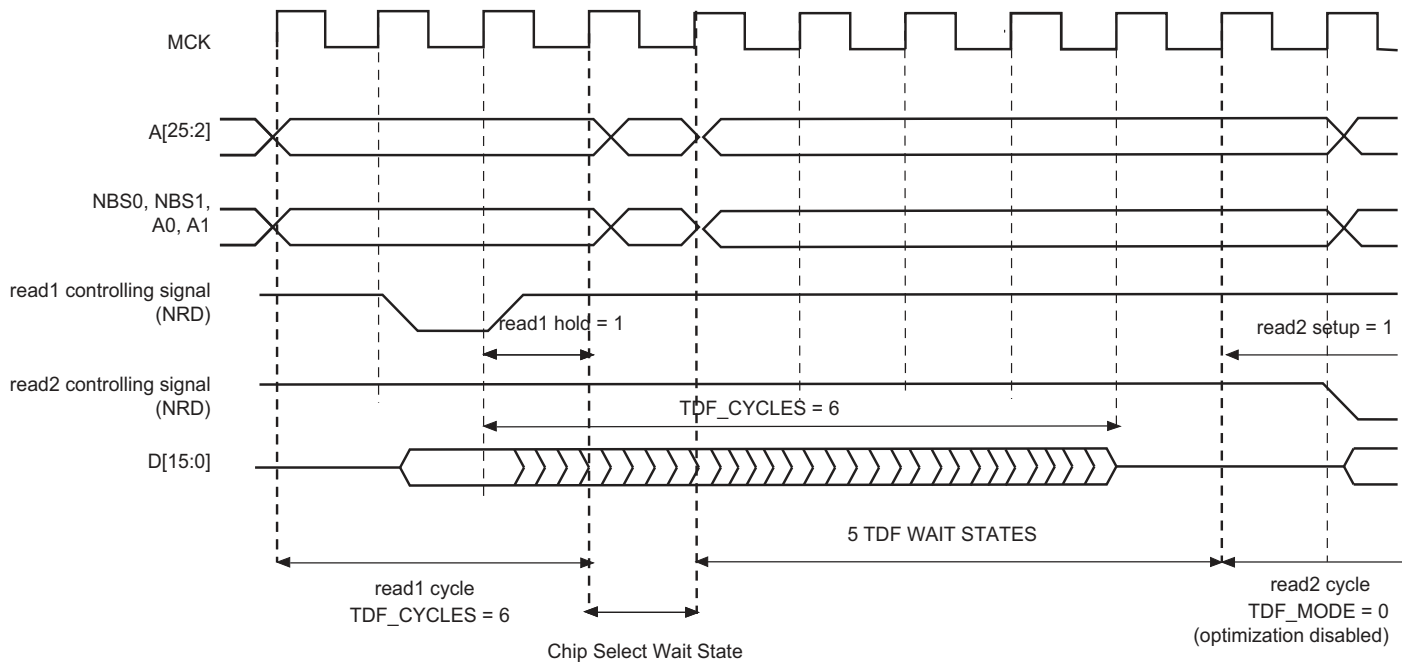 MCK
A[25:2]
NBS0, NBS1,
A0, A1
read1 controlling signal
(NRD)
read1 hold = 1
read2 setup = 1
read2 controlling signal
(NRD)
TDF_CYCLES = 6
D[15:0]
5 TDF WAIT STATES
read1 cycle
TDF_CYCLES = 6
read2 cycle
TDF_MODE = 0
(optimization disabled)
Chip Select Wait State